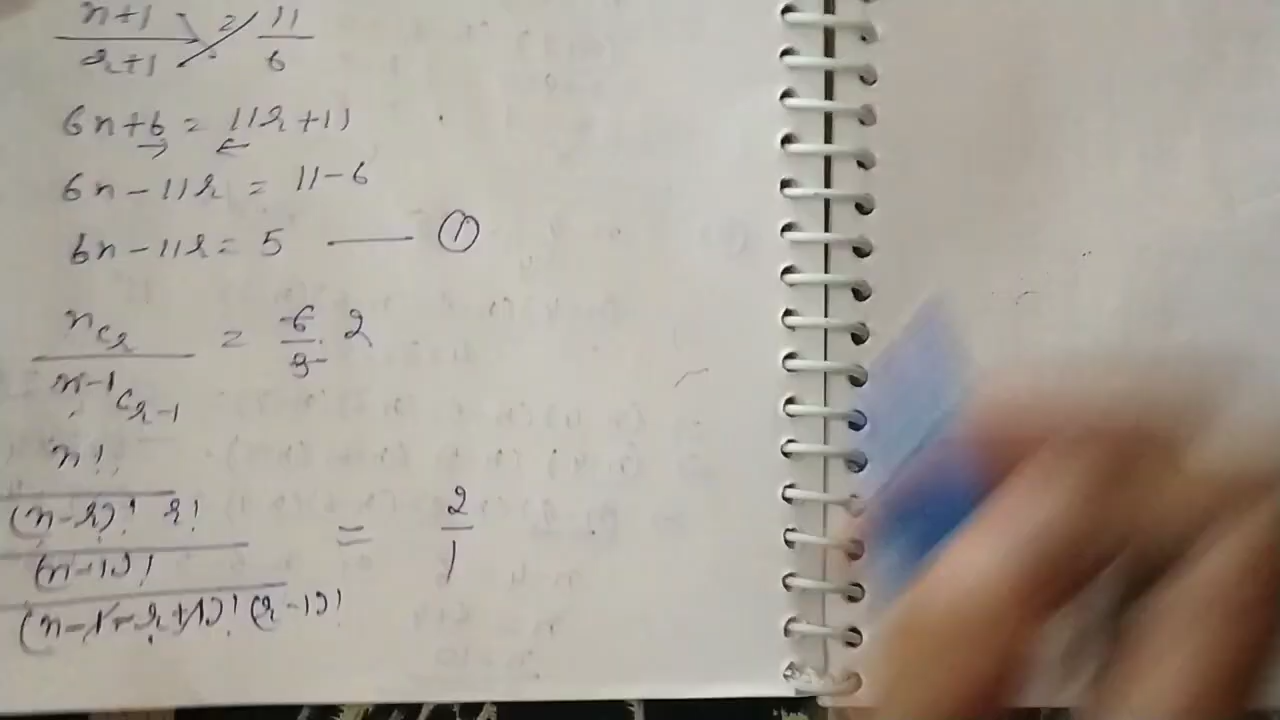 n+1 / r+1 = 11 / 6
6n+6 = 11r+11
6n-11r = 11-6
6n-11r = 5 —— ①
nCr / n-1Cr-1 = 6/3 2
n!
(n-r)! r!
(n-1)! = 2/1
(n-1-r+1)! (r-1)!